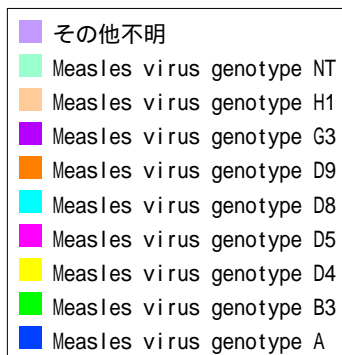 その他不明
Measles virus genotype NT
Measles virus genotype H1
Measles virus genotype G3
Measles virus genotype D9
Measles virus genotype D8
Measles virus genotype D5
Measles virus genotype D4
Measles virus genotype B3
Measles virus genotype A